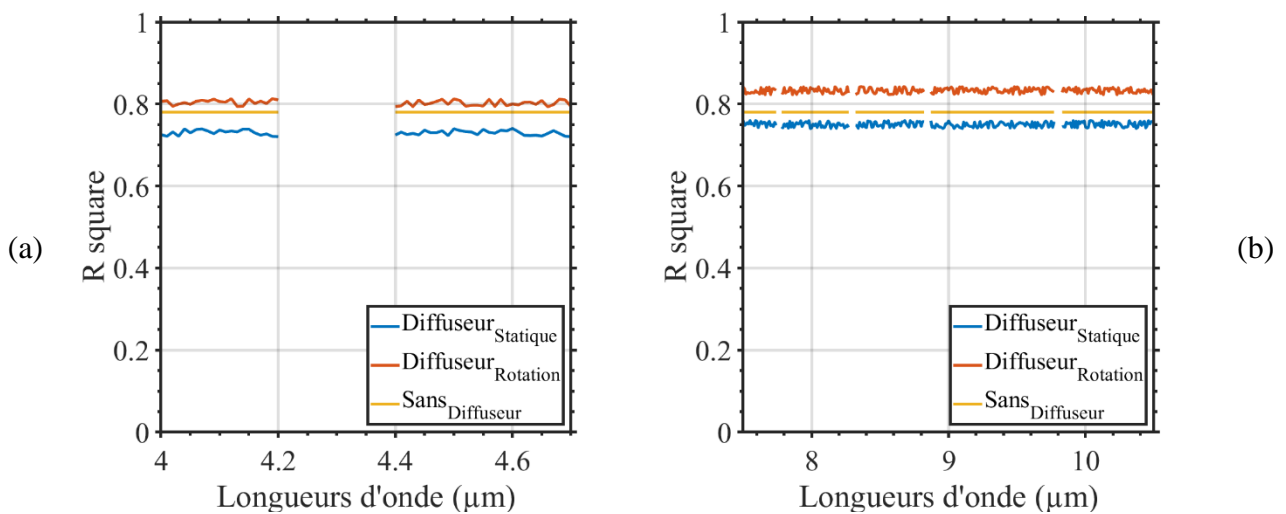 (a)
R square
1
0.8
0.6
0.4
0.2
0
4 4.2 4.4 4.6
Longueurs d'onde (µm)
Diffuseur Statique
Diffuseur Rotation
Sans Diffuseur
R square
1
0.8
0.6
0.4
0.2
0
8 9 10
Longueurs d'onde (µm)
Diffuseur Statique
Diffuseur Rotation
Sans Diffuseur
(b)